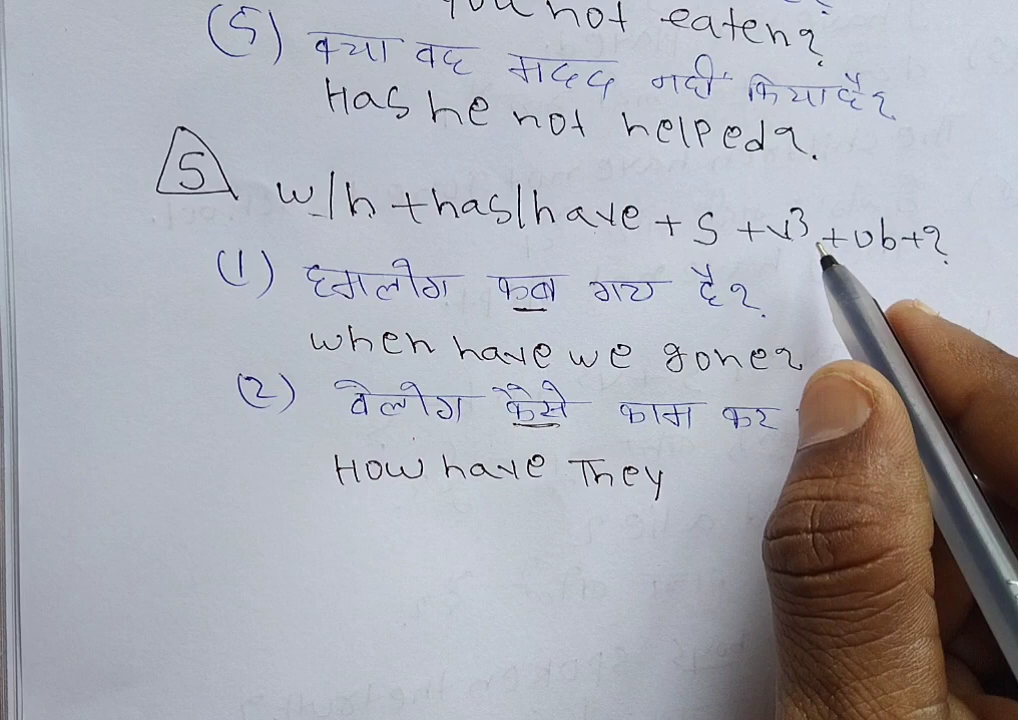 You not eaten?
(5) क्या वह मदद नहीं किया है?
Has he not helped?.
5 w/h + has/have + S + v³ + ob + ?
(1) हमलोग कब गए है?
when have we gone?
(2) वेलोग कैसे काम कर
How have They